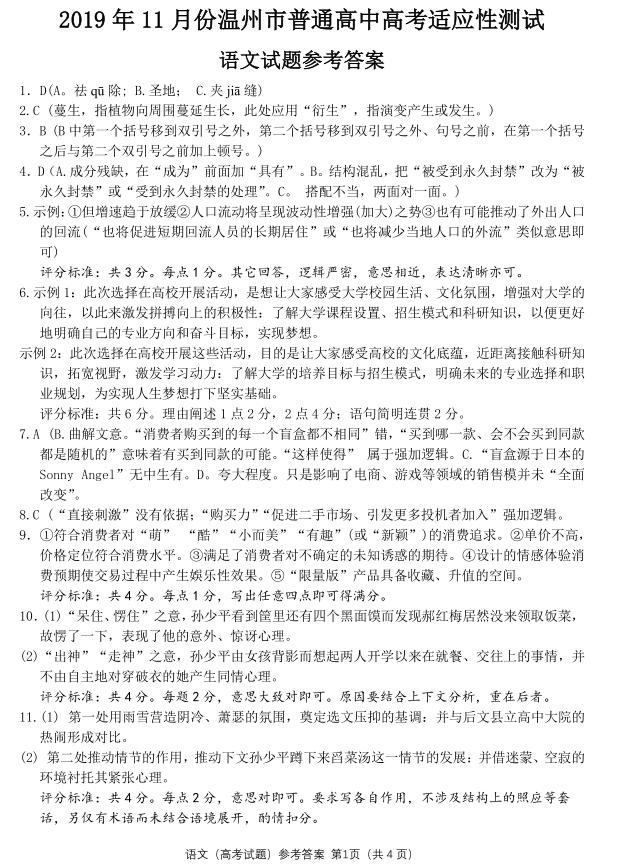 2019 年 11 月份温州市普通高中高考适应性测试
语文试题参考答案
1．D(A。祛 qū 除; B.圣地; C.夹 jiā 缝)
2.C (蔓生，指植物向周围蔓延生长，此处应用“衍生”，指演变产生或发生。)
3．B (B 中第一个括号移到双引号之外，第二个括号移到双引号之外、句号之前，在第一个括号
之后与第二个双引号之前加上顿号。)
4．D（A.成分残缺，在“成为”前面加“具有”。B。结构混乱，把“被受到永久封禁”改为“被
永久封禁”或“受到永久封禁的处理”。C。 搭配不当，两面对一面。)
5.示例：①但增速趋于放缓②人口流动将呈现波动性增强(加大)之势③也有可能推动了外出人口
的回流(“也将促进短期回流人员的长期居住”或“也将减少当地人口的外流”类似意思即
可)
评分标准：共 3 分。每点 1 分。其它回答，逻辑严密，意思相近，表达清晰亦可。
6.示例 1：此次选择在高校开展活动，是想让大家感受大学校园生活、文化氛围，增强对大学的
向往，以此来激发拼搏向上的积极性：了解大学课程设置、招生模式和科研知识，以便更好
地明确自己的专业方向和奋斗目标，实现梦想。
示例 2：此次选择在高校开展这些活动，目的是让大家感受高校的文化底蕴，近距离接触科研知
识，拓宽视野，激发学习动力：了解大学的培养目标与招生模式，明确未来的专业选择和职
业规划，为实现人生梦想打下坚实基础。
评分标准：共 6 分。理由阐述 1 点 2 分，2 点 4 分；语句简明连贯 2 分。
7.A (B.曲解文意。“消费者购买到的每一个盲盒都不相同”错，“买到哪一款、会不会买到同款
都是随机的”意味着有买到同款的可能。“这样使得” 属于强加逻辑。C.“盲盒源于日本的
Sonny Angel”无中生有。D。夸大程度。只是影响了电商、游戏等领域的销售模并未“全面
改变”。
8.C (“直接刺激”没有依据；“购买力”“促进二手市场、引发更多投机者加入”强加逻辑。
9．①符合消费者对“萌” “酷”“小而美”“有趣”(或“新颖”)的消费追求。②单价不高，
价格定位符合消费水平。③满足了消费者对不确定的未知诱惑的期待。④设计的情感体验消
费预期使交易过程中产生娱乐性效果。⑤“限量版”产品具备收藏、升值的空间。
评分标准：共 4 分。每点 1 分，写出任意四点即可得满分。
10．(1)“呆住、愣住”之意，孙少平看到筐里还有四个黑面馍而发现郝红梅居然没来领取饭菜，
故愣了一下，表现了他的意外、惊讶心理。
(2)“出神”“走神”之意，孙少平由女孩背影而想起两人开学以来在就餐、交往上的事情，并
不由自主地对穿破衣的她产生同情心理。
评分标准：共 4 分。每题 2 分，意思大致对即可。原因要结合上下文分析，重在后者。
11.(1) 第一处用雨雪营造阴冷、萧瑟的氛围，奠定选文压抑的基调：并与后文县立高中大院的
热闹形成对比。
(2) 第二处推动情节的作用，推动下文孙少平蹲下来舀菜汤这一情节的发展：并借迷蒙、空寂的
环境衬托其紧张心理。
评分标准：共 4 分。每点 2 分，意思对即可。要求写各自作用，不涉及结构上的照应等套
话，另仅有术语而未结合语境展开，酌情扣分。
语文（高考试题）参考答案 第1页（共 4 页）